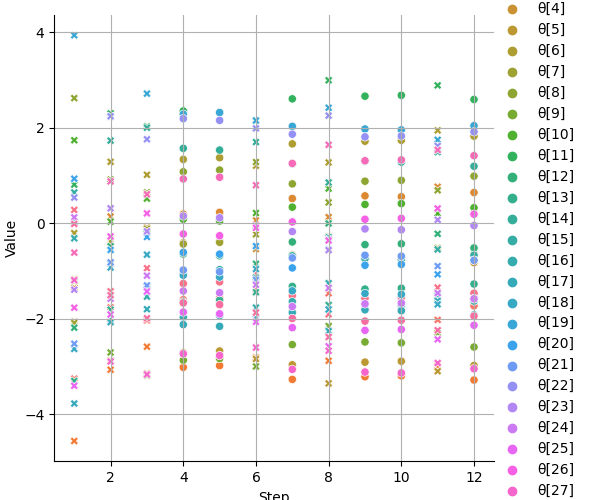 4
2
0
−2
−4
Value
2
4
6
8
10
12
Step
θ[4]
θ[5]
θ[6]
θ[7]
θ[8]
θ[9]
θ[10]
θ[11]
θ[12]
θ[13]
θ[14]
θ[15]
θ[16]
θ[17]
θ[18]
θ[19]
θ[20]
θ[21]
θ[22]
θ[23]
θ[24]
θ[25]
θ[26]
θ[27]